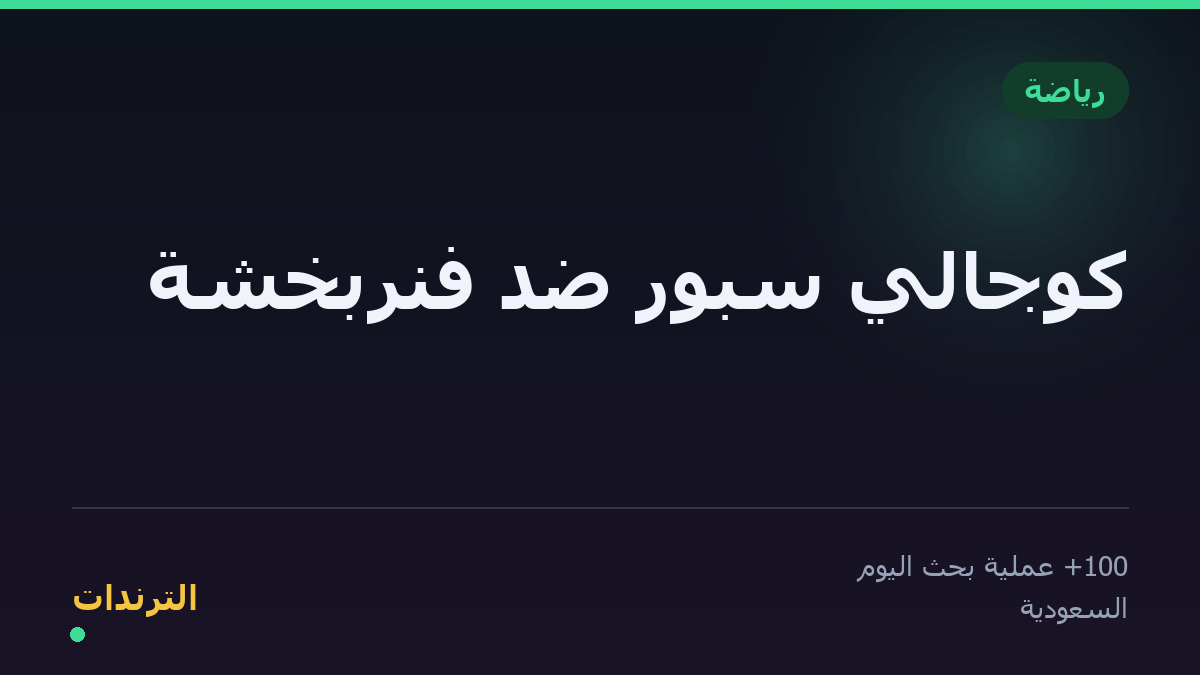 رياضة
كوجالي سبور ضد فنربخشة
100+ عملية بحث اليوم
السعودية
الترندات